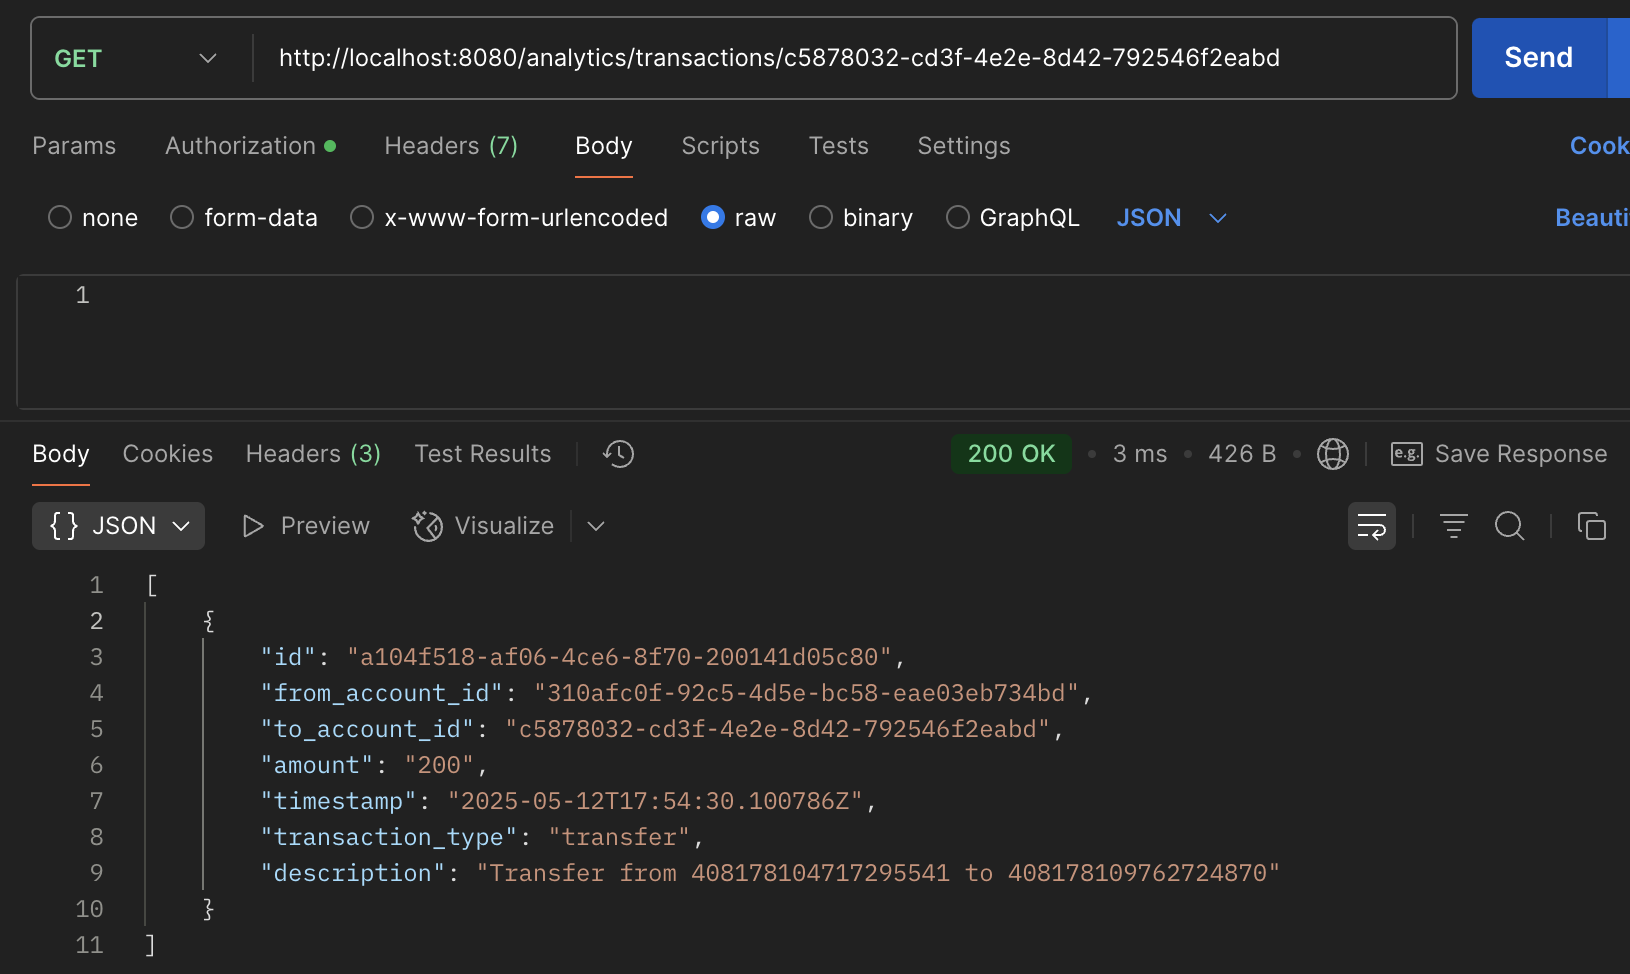 GET http://localhost:8080/analytics/transactions/c5878032-cd3f-4e2e-8d42-792546f2eabd Send
Params Authorization Headers (7) Body Scripts Tests Settings Cook
none form-data x-www-form-urlencoded raw binary GraphQL JSON Beauti
1
Body Cookies Headers (3) Test Results 200 OK • 3 ms • 426 B • e.g. Save Response
{} JSON Preview Visualize
1 [
2 {
3 "id": "a104f518-af06-4ce6-8f70-200141d05c80",
4 "from_account_id": "310afc0f-92c5-4d5e-bc58-eae03eb734bd",
5 "to_account_id": "c5878032-cd3f-4e2e-8d42-792546f2eabd",
6 "amount": "200",
7 "timestamp": "2025-05-12T17:54:30.100786Z",
8 "transaction_type": "transfer",
9 "description": "Transfer from 408178104717295541 to 408178109762724870"
10 }
11 ]